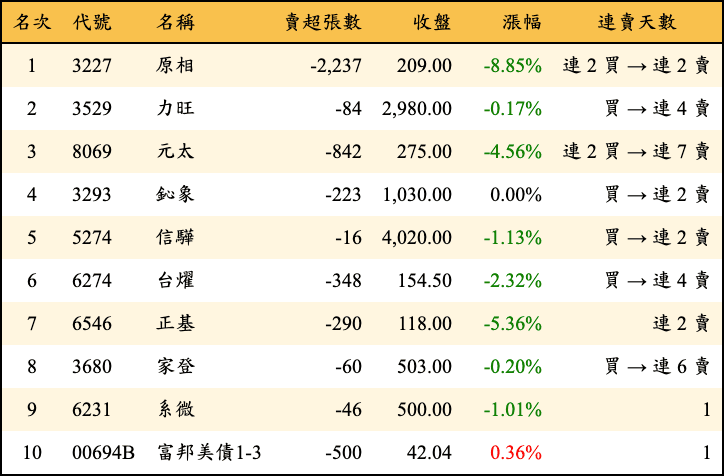 名次 代號 名稱 賣超張數 收盤 漲幅 連賣天數
1 3227 原相 -2,237 209.00 -8.85% 連 2 買 → 連 2 賣
2 3529 力旺 -84 2,980.00 -0.17% 買 → 連 4 賣
3 8069 元太 -842 275.00 -4.56% 連 2 買 → 連 7 賣
4 3293 鈊象 -223 1,030.00 0.00% 買 → 連 2 賣
5 5274 信驊 -16 4,020.00 -1.13% 買 → 連 2 賣
6 6274 台燿 -348 154.50 -2.32% 買 → 連 4 賣
7 6546 正基 -290 118.00 -5.36% 連 2 賣
8 3680 家登 -60 503.00 -0.20% 買 → 連 6 賣
9 6231 系微 -46 500.00 -1.01% 1
10 00694B 富邦美債1-3 -500 42.04 0.36% 1